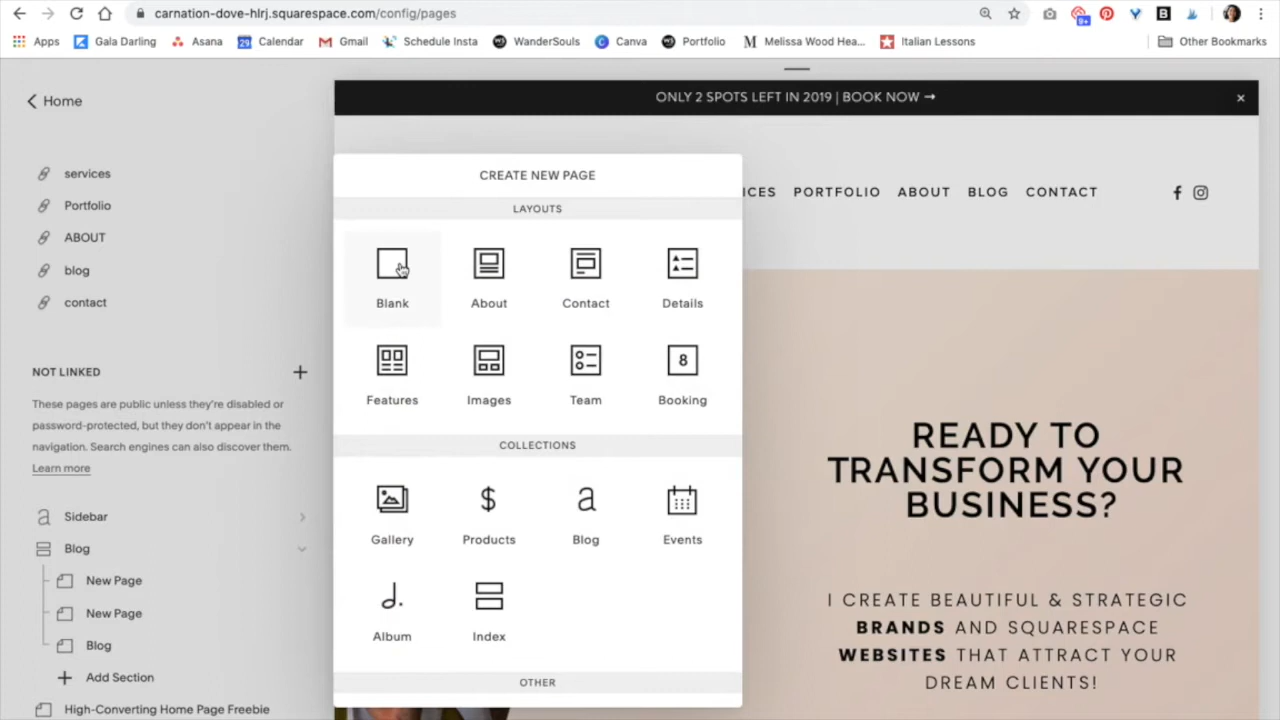 carnation-dove-hlrj.squarespace.com/config/pages
9+
Apps Gala Darling Asana 29 Calendar Gmail Schedule Insta WanderSouls Canva Portfolio Melissa Wood Hea... Italian Lessons Other Bookmarks
Home
ONLY 2 SPOTS LEFT IN 2019 | BOOK NOW → ×
services
Portfolio
ABOUT
blog
contact
NOT LINKED +
These pages are public unless they're disabled or
password-protected, but they don't appear in the
navigation. Search engines can also discover them.
Learn more
Sidebar
Blog
New Page
New Page
Blog
Add Section
High-Converting Home Page Freebie
CREATE NEW PAGE
LAYOUTS
Blank About Contact Details
8
Features Images Team Booking
COLLECTIONS
$ a
Gallery Products Blog Events
Album Index
OTHER
ICES PORTFOLIO ABOUT BLOG CONTACT
READY TO
TRANSFORM YOUR
BUSINESS?
I CREATE BEAUTIFUL & STRATEGIC
BRANDS AND SQUARESPACE
WEBSITES THAT ATTRACT YOUR
DREAM CLIENTS!